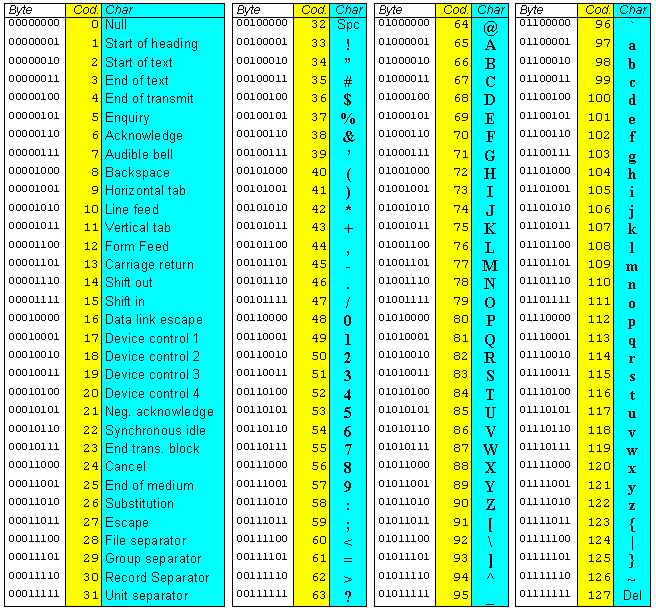 Byte Cod. Char
00000000 0 Null
00000001 1 Start of heading
00000010 2 Start of text
00000011 3 End of text
00000100 4 End of transmit
00000101 5 Enquiry
00000110 6 Acknowledge
00000111 7 Audible bell
00001000 8 Backspace
00001001 9 Horizontal tab
00001010 10 Line feed
00001011 11 Vertical tab
00001100 12 Form Feed
00001101 13 Carriage return
00001110 14 Shift out
00001111 15 Shift in
00010000 16 Data link escape
00010001 17 Device control 1
00010010 18 Device control 2
00010011 19 Device control 3
00010100 20 Device control 4
00010101 21 Neg. acknowledge
00010110 22 Synchronous idle
00010111 23 End trans. block
00011000 24 Cancel
00011001 25 End of medium
00011010 26 Substitution
00011011 27 Escape
00011100 28 File separator
00011101 29 Group separator
00011110 30 Record Separator
00011111 31 Unit separator
Byte Cod. Char
00100000 32 Spc
00100001 33 !
00100010 34 ”
00100011 35 #
00100100 36 $
00100101 37 %
00100110 38 &
00100111 39 ’
00101000 40 (
00101001 41 )
00101010 42 *
00101011 43 +
00101100 44 ,
00101101 45 -
00101110 46 .
00101111 47 /
00110000 48 0
00110001 49 1
00110010 50 2
00110011 51 3
00110100 52 4
00110101 53 5
00110110 54 6
00110111 55 7
00111000 56 8
00111001 57 9
00111010 58 :
00111011 59 ;
00111100 60 <
00111101 61 =
00111110 62 >
00111111 63 ?
Byte Cod. Char
01000000 64 @
01000001 65 A
01000010 66 B
01000011 67 C
01000100 68 D
01000101 69 E
01000110 70 F
01000111 71 G
01001000 72 H
01001001 73 I
01001010 74 J
01001011 75 K
01001100 76 L
01001101 77 M
01001110 78 N
01001111 79 O
01010000 80 P
01010001 81 Q
01010010 82 R
01010011 83 S
01010100 84 T
01010101 85 U
01010110 86 V
01010111 87 W
01011000 88 X
01011001 89 Y
01011010 90 Z
01011011 91 [
01011100 92 \
01011101 93 ]
01011110 94 ^
01011111 95 _
Byte Cod. Char
01100000 96 `
01100001 97 a
01100010 98 b
01100011 99 c
01100100 100 d
01100101 101 e
01100110 102 f
01100111 103 g
01101000 104 h
01101001 105 i
01101010 106 j
01101011 107 k
01101100 108 l
01101101 109 m
01101110 110 n
01101111 111 o
01110000 112 p
01110001 113 q
01110010 114 r
01110011 115 s
01110100 116 t
01110101 117 u
01110110 118 v
01110111 119 w
01111000 120 x
01111001 121 y
01111010 122 z
01111011 123 {
01111100 124 |
01111101 125 }
01111110 126 ~
01111111 127 Del